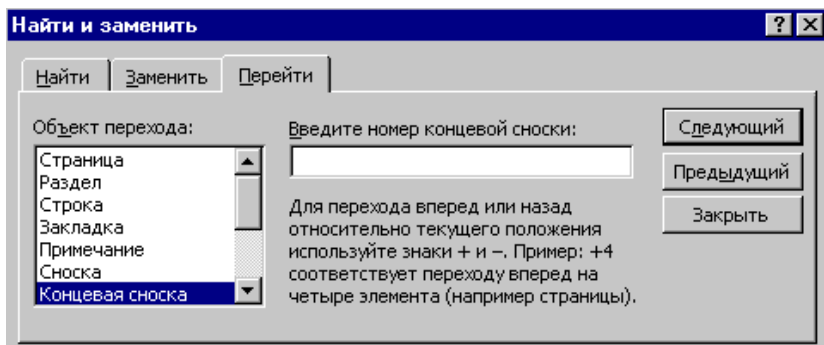 Найти и заменить
Найти Заменить Перейти
Объект перехода:
Страница
Раздел
Строка
Закладка
Примечание
Сноска
Концевая сноска
Введите номер концевой сноски:
Для перехода вперед или назад
относительно текущего положения
используйте знаки + и –. Пример: +4
соответствует переходу вперед на
четыре элемента (например страницы).
Следующий
Предыдущий
Закрыть